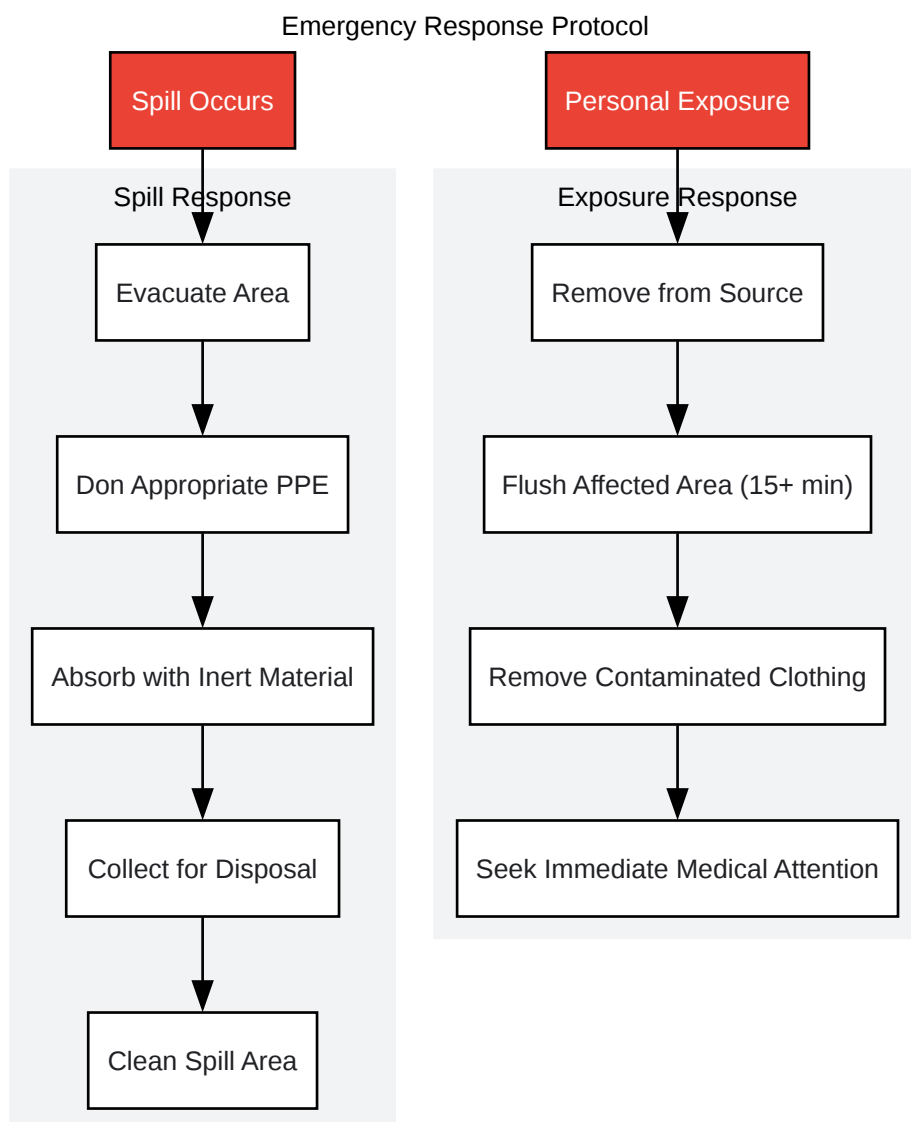 Emergency Response Protocol
Spill Occurs
Personal Exposure
Spill Response
Evacuate Area
Don Appropriate PPE
Absorb with Inert Material
Collect for Disposal
Clean Spill Area
Exposure Response
Remove from Source
Flush Affected Area (15+ min)
Remove Contaminated Clothing
Seek Immediate Medical Attention